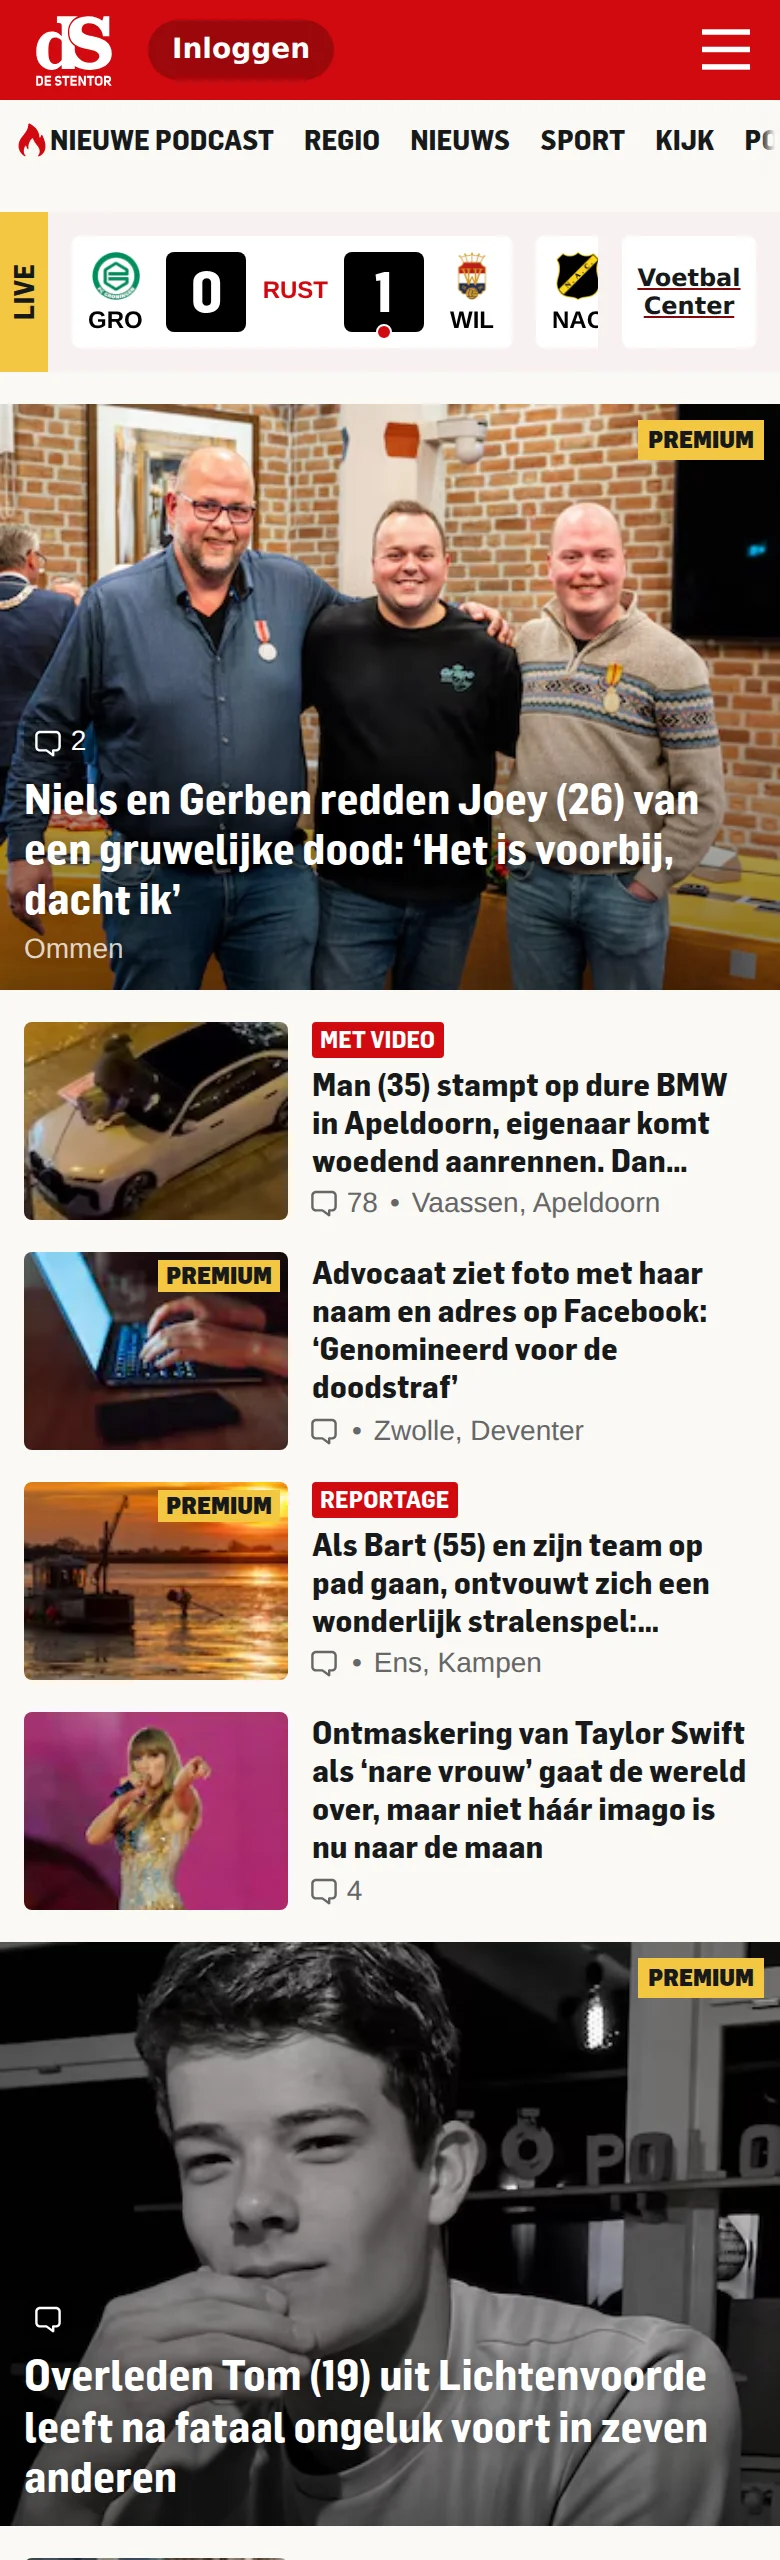 dS
DE STENTOR
Inloggen
NIEUWE PODCAST REGIO NIEUWS SPORT KIJK PO
LIVE
GRO 0 RUST 1 WIL
NAC
Voetbal
Center
PREMIUM
2
Niels en Gerben redden Joey (26) van
een gruwelijke dood: ‘Het is voorbij,
dacht ik’
Ommen
MET VIDEO
Man (35) stampt op dure BMW
in Apeldoorn, eigenaar komt
woedend aanrennen. Dan...
78 • Vaassen, Apeldoorn
PREMIUM
Advocaat ziet foto met haar
naam en adres op Facebook:
‘Genomineerd voor de
doodstraf’
• Zwolle, Deventer
PREMIUM
REPORTAGE
Als Bart (55) en zijn team op
pad gaan, ontvouwt zich een
wonderlijk stralenspel:...
• Ens, Kampen
Ontmaskering van Taylor Swift
als ‘nare vrouw’ gaat de wereld
over, maar niet háár imago is
nu naar de maan
4
PREMIUM
POLO
Overleden Tom (19) uit Lichtenvoorde
leeft na fataal ongeluk voort in zeven
anderen